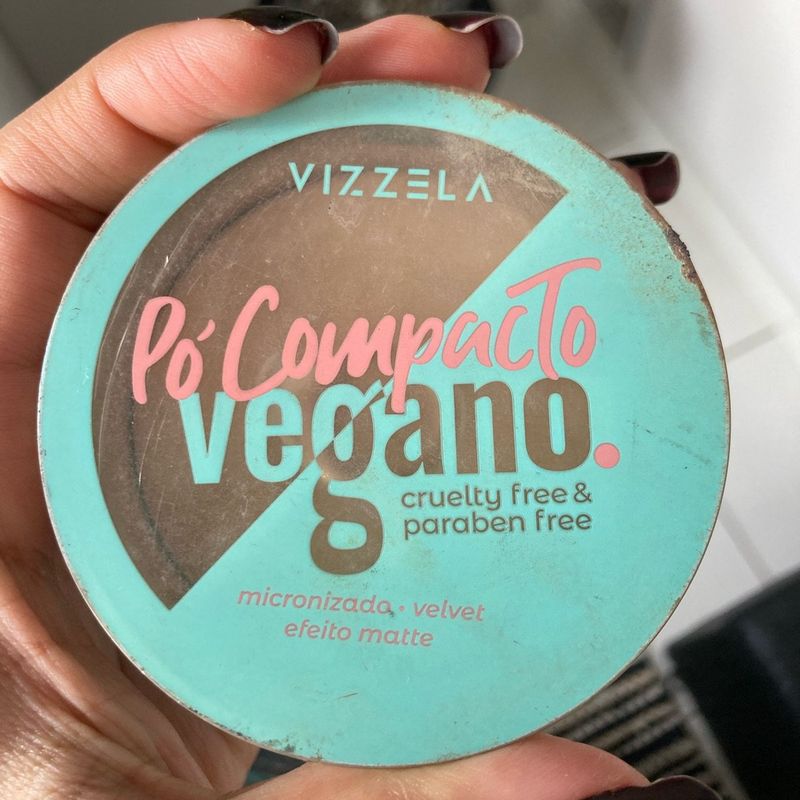 VIZZELA
Pó Compacto
vegano.
cruelty free &
paraben free
micronizado • velvet
efeito matte